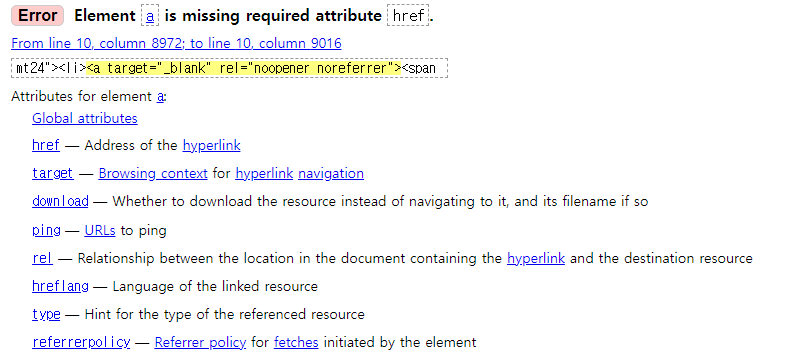 Error Element a is missing required attribute href.
From line 10, column 8972; to line 10, column 9016
mt24"><li><a target="_blank" rel="noopener noreferrer"><span
Attributes for element a:
Global attributes
href — Address of the hyperlink
target — Browsing context for hyperlink navigation
download — Whether to download the resource instead of navigating to it, and its filename if so
ping — URLs to ping
rel — Relationship between the location in the document containing the hyperlink and the destination resource
hreflang — Language of the linked resource
type — Hint for the type of the referenced resource
referrerpolicy — Referrer policy for fetches initiated by the element